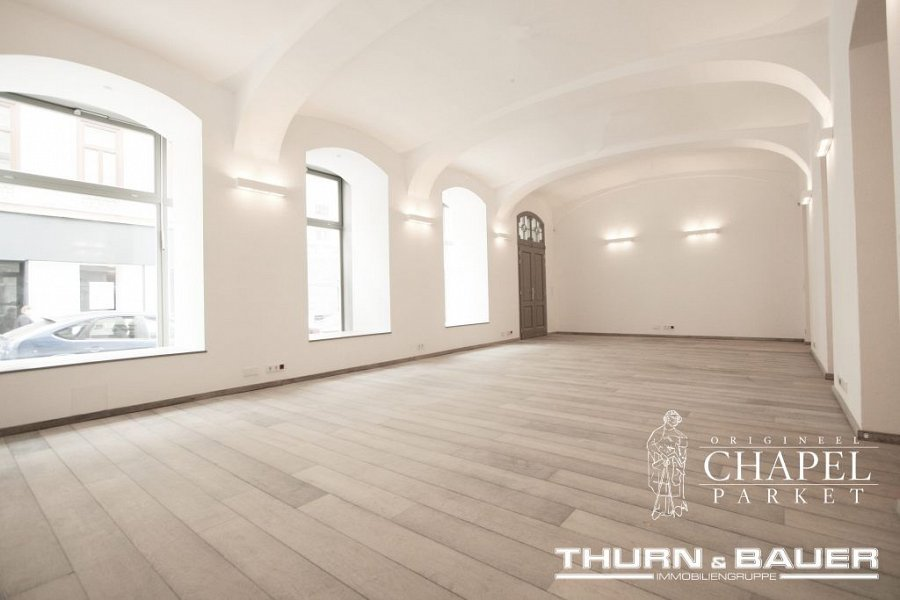 ORIGINEEL
CHAPEL
PARKET
THURN & BAUER
IMMOBILIENGRUPPE